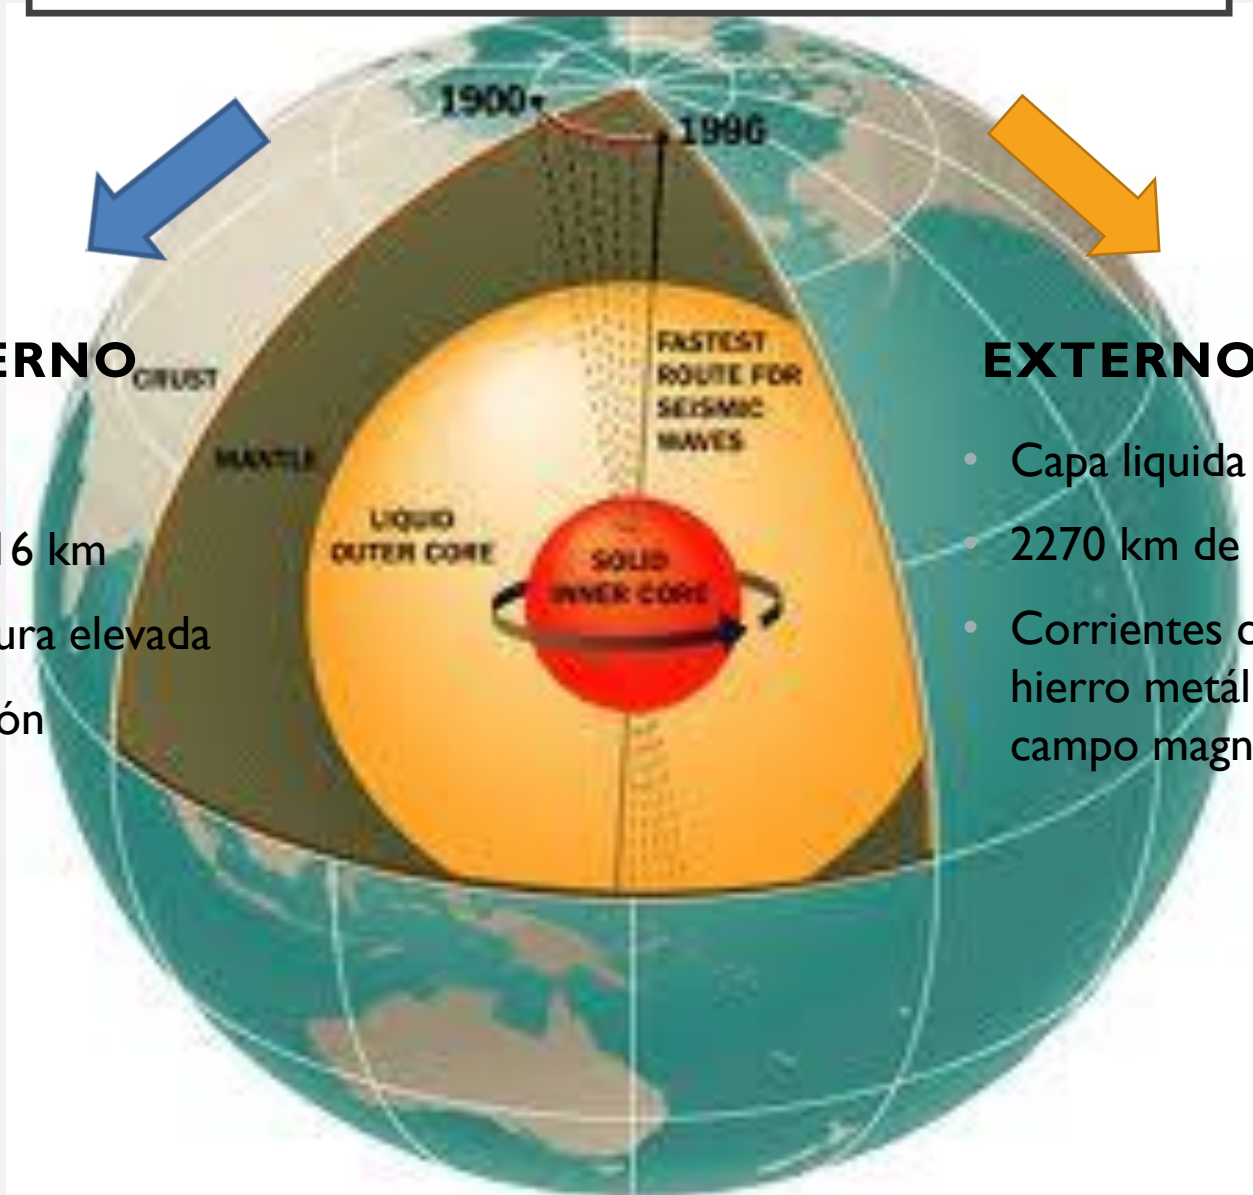 1900
1996
ERNO
16 km
ura elevada
ón
CRUST
MANTLE
LIQUID
OUTER CORE
SOLID
INNER CORE
FASTEST
ROUTE FOR
SEISMIC
WAVES
EXTERNO
• Capa liquida
• 2270 km de
• Corrientes
hierro metál
campo magn